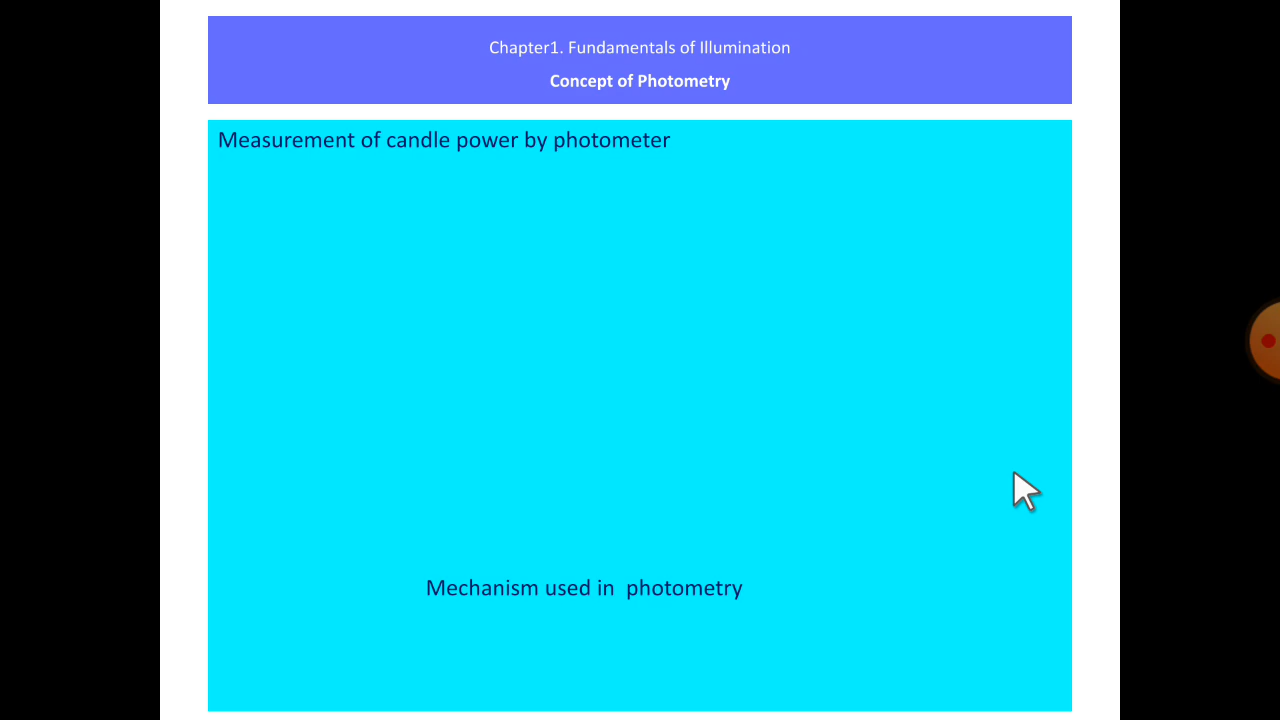 Chapter1. Fundamentals of Illumination
Concept of Photometry
Measurement of candle power by photometer
Mechanism used in  photometry